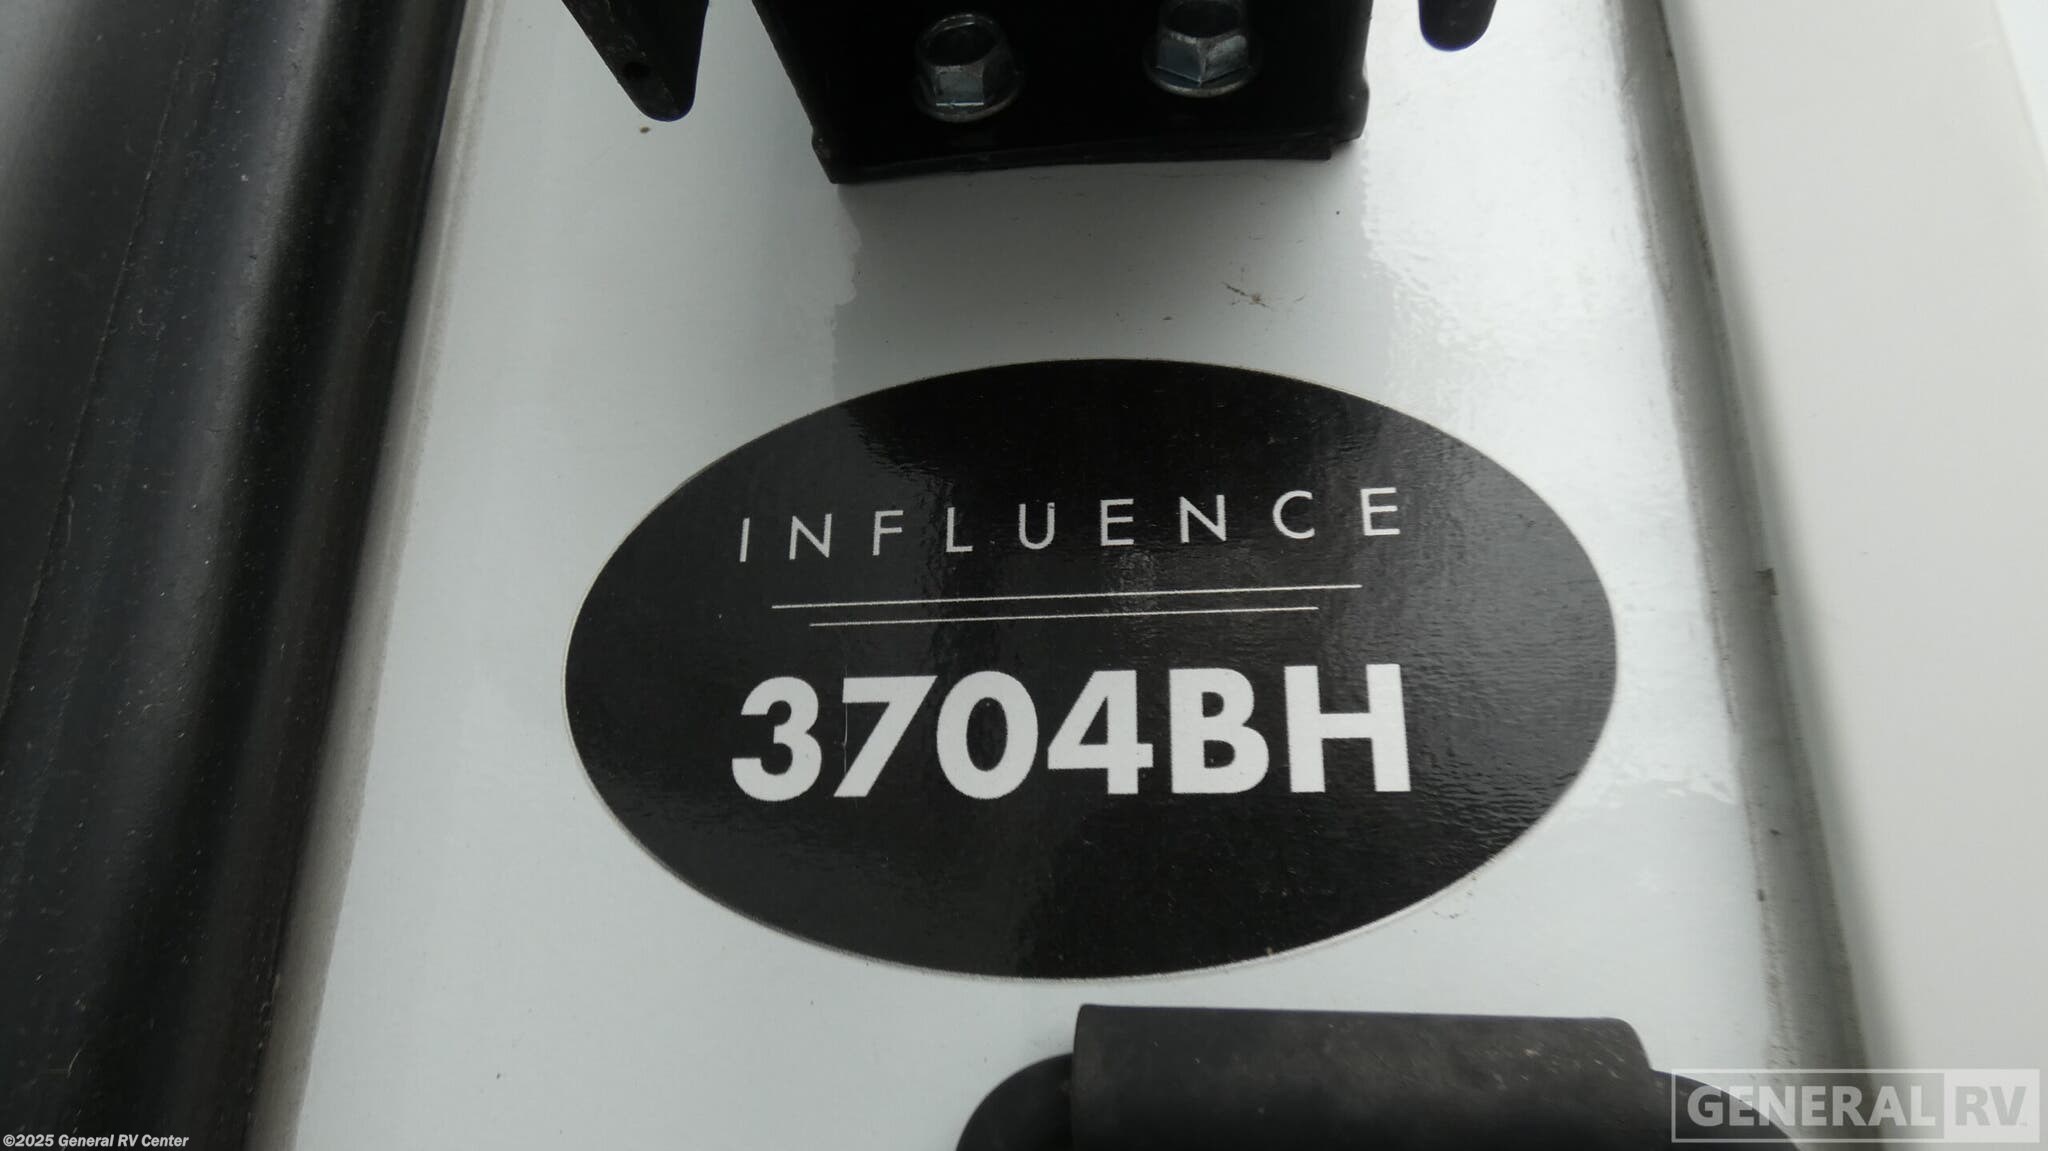 INFLUENCE
3704BH
GENERAL RV
©2025 General RV Center